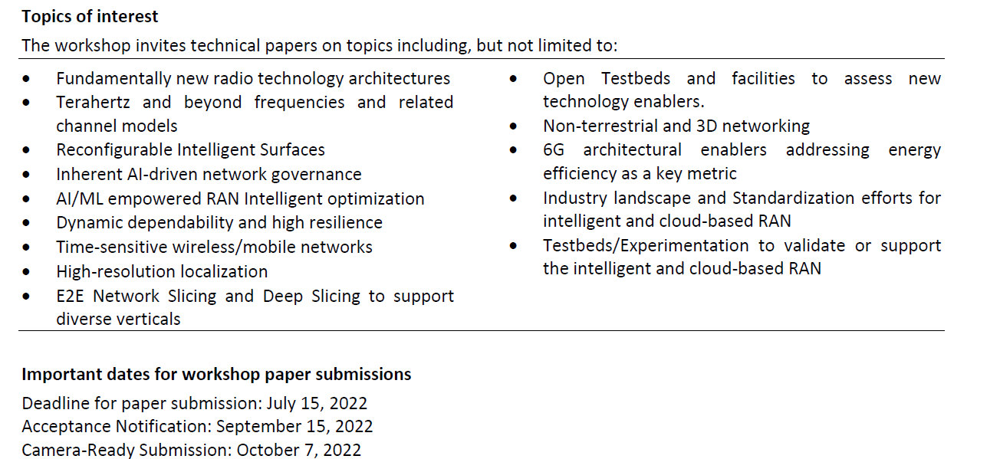 Topics of interest
The workshop invites technical papers on topics including, but not limited to:
• Fundamentally new radio technology architectures
• Terahertz and beyond frequencies and related
channel models
• Reconfigurable Intelligent Surfaces
• Inherent AI-driven network governance
• AI/ML empowered RAN Intelligent optimization
• Dynamic dependability and high resilience
• Time-sensitive wireless/mobile networks
• High-resolution localization
• E2E Network Slicing and Deep Slicing to support
diverse verticals
• Open Testbeds and facilities to assess new
technology enablers.
• Non-terrestrial and 3D networking
• 6G architectural enablers addressing energy
efficiency as a key metric
• Industry landscape and Standardization efforts for
intelligent and cloud-based RAN
• Testbeds/Experimentation to validate or support
the intelligent and cloud-based RAN
Important dates for workshop paper submissions
Deadline for paper submission: July 15, 2022
Acceptance Notification: September 15, 2022
Camera-Ready Submission: October 7, 2022